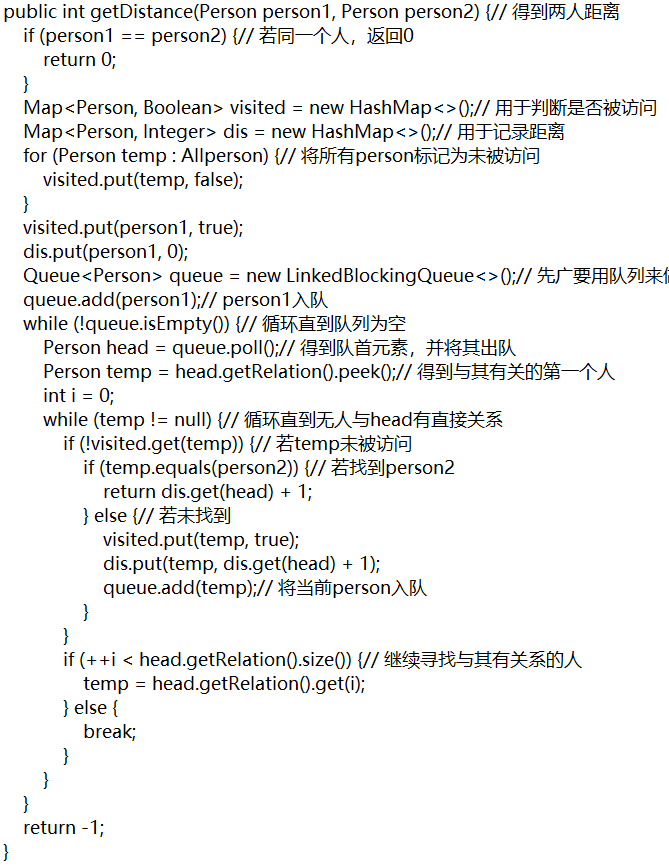 public int getDistance(Person person1, Person person2) {// 得到两人距离
    if (person1 == person2) {// 若同一个人，返回0
        return 0;
    }
    Map<Person, Boolean> visited = new HashMap<>();// 用于判断是否被访问
    Map<Person, Integer> dis = new HashMap<>();// 用于记录距离
    for (Person temp : Allperson) {// 将所有person标记为未被访问
        visited.put(temp, false);
    }
    visited.put(person1, true);
    dis.put(person1, 0);
    Queue<Person> queue = new LinkedBlockingQueue<>();// 先广要用队列来
    queue.add(person1);// person1入队
    while (!queue.isEmpty()) {// 循环直到队列为空
        Person head = queue.poll();// 得到队首元素，并将其出队
        Person temp = head.getRelation().peek();// 得到与其有关的第一个人
        int i = 0;
        while (temp != null) {// 循环直到无人与head有直接关系
            if (!visited.get(temp)) {// 若temp未被访问
                if (temp.equals(person2)) {// 若找到person2
                    return dis.get(head) + 1;
                } else {// 若未找到
                    visited.put(temp, true);
                    dis.put(temp, dis.get(head) + 1);
                    queue.add(temp);// 将当前person入队
                }
            }
            if (++i < head.getRelation().size()) {// 继续寻找与其有关系的人
                temp = head.getRelation().get(i);
            } else {
                break;
            }
        }
    }
    return -1;
}